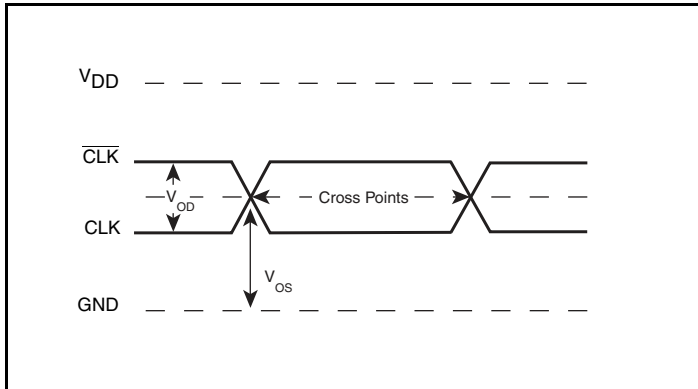 VDD
CLK
VOD
Cross Points
CLK
VOS
GND